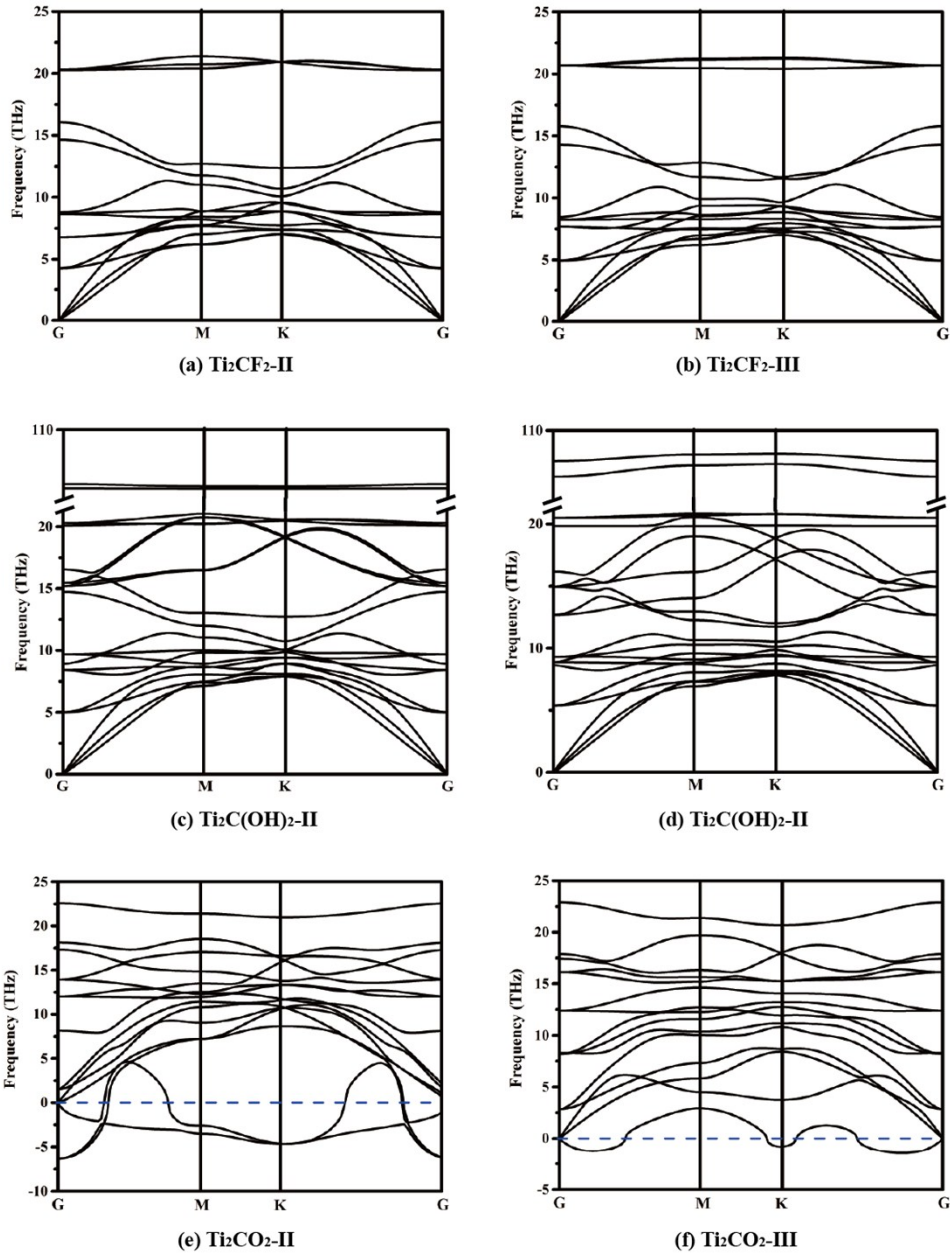 25
20
15
10
5
0
Frequency (THz)
G M K G
(a) Ti₂CF₂-II
25
20
15
10
5
0
Frequency (THz)
G M K G
(b) Ti₂CF₂-III
110
20
15
10
5
0
Frequency (THz)
G M K G
(c) Ti₂C(OH)₂-II
110
20
10
0
Frequency (THz)
G M K G
(d) Ti₂C(OH)₂-II
25
20
15
10
5
0
-5
-10
Frequency (THz)
G M K G
(e) Ti₂CO₂-II
25
20
15
10
5
0
-5
Frequency (THz)
G M K G
(f) Ti₂CO₂-III